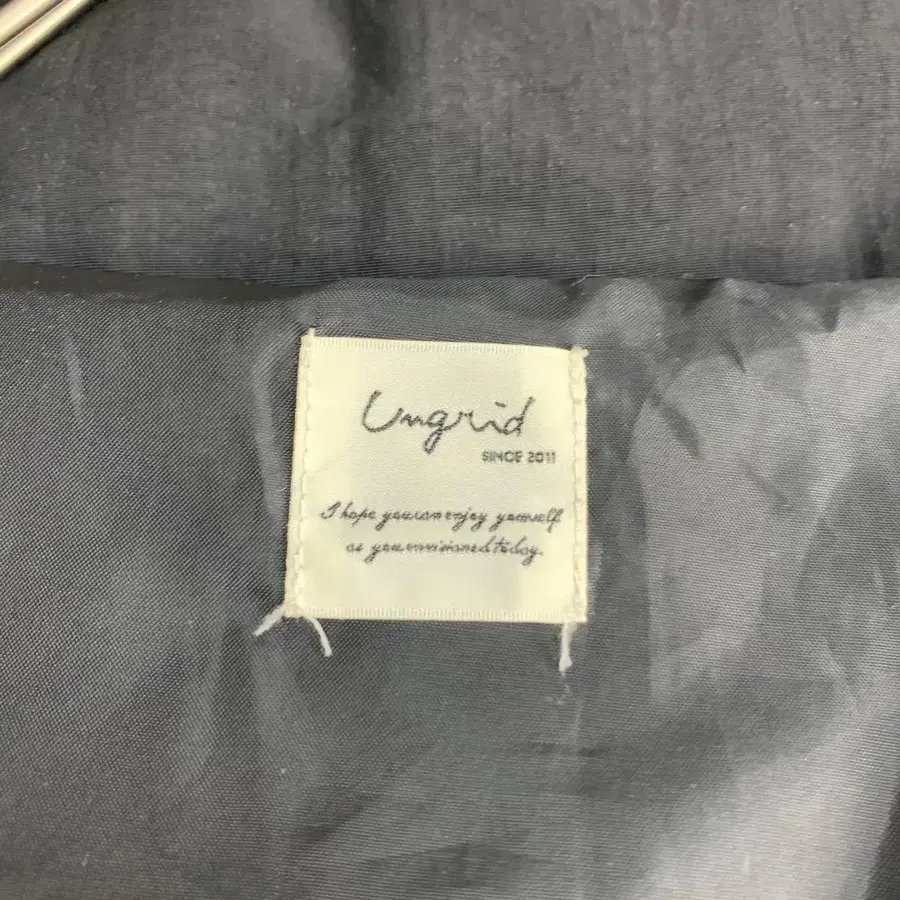 Ungrid
SINCE 2011
I hope you can enjoy yourself
as you envisioned today.